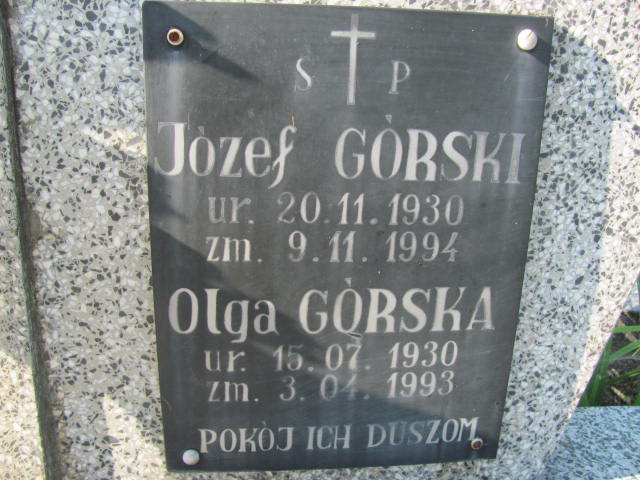 S P
Józef GÓRSKI
ur. 20.11.1930
zm. 9.11.1994
Olga GÓRSKA
ur. 15.07.1930
zm. 3.04.1993
POKÓJ ICH DUSZOM